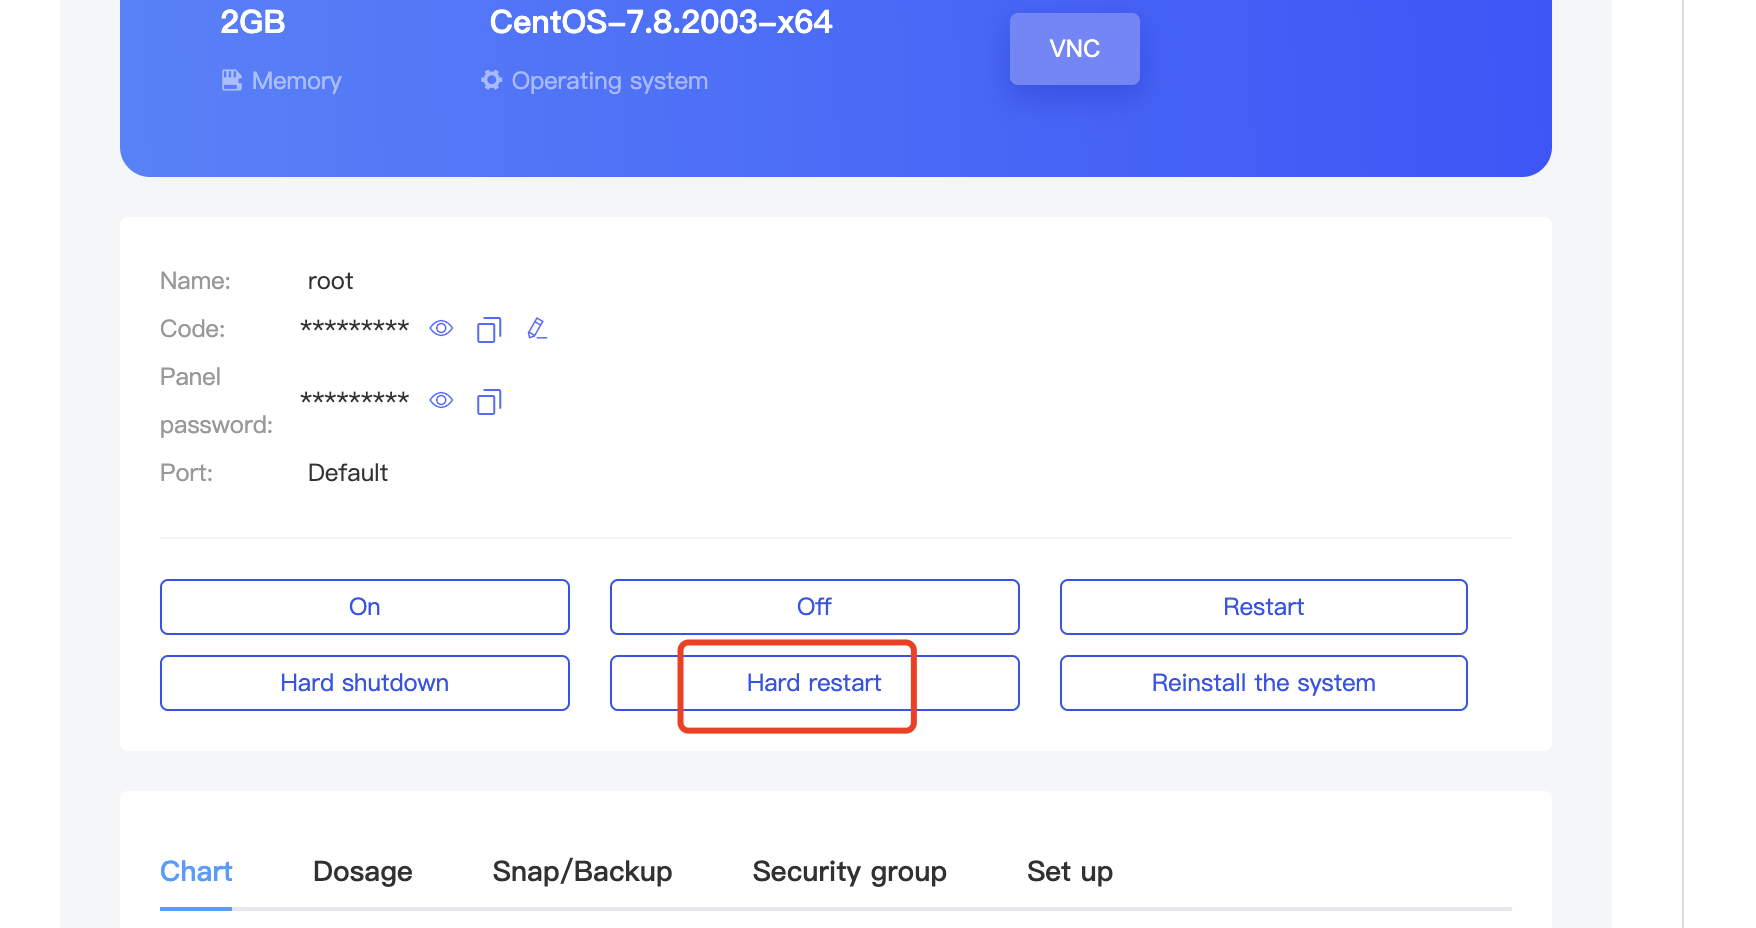 2GB CentOS-7.8.2003-x64
VNC
Memory Operating system
Name: root
Code: *********
Panel
password: *********
Port: Default
On Off Restart
Hard shutdown Hard restart Reinstall the system
Chart Dosage Snap/Backup Security group Set up